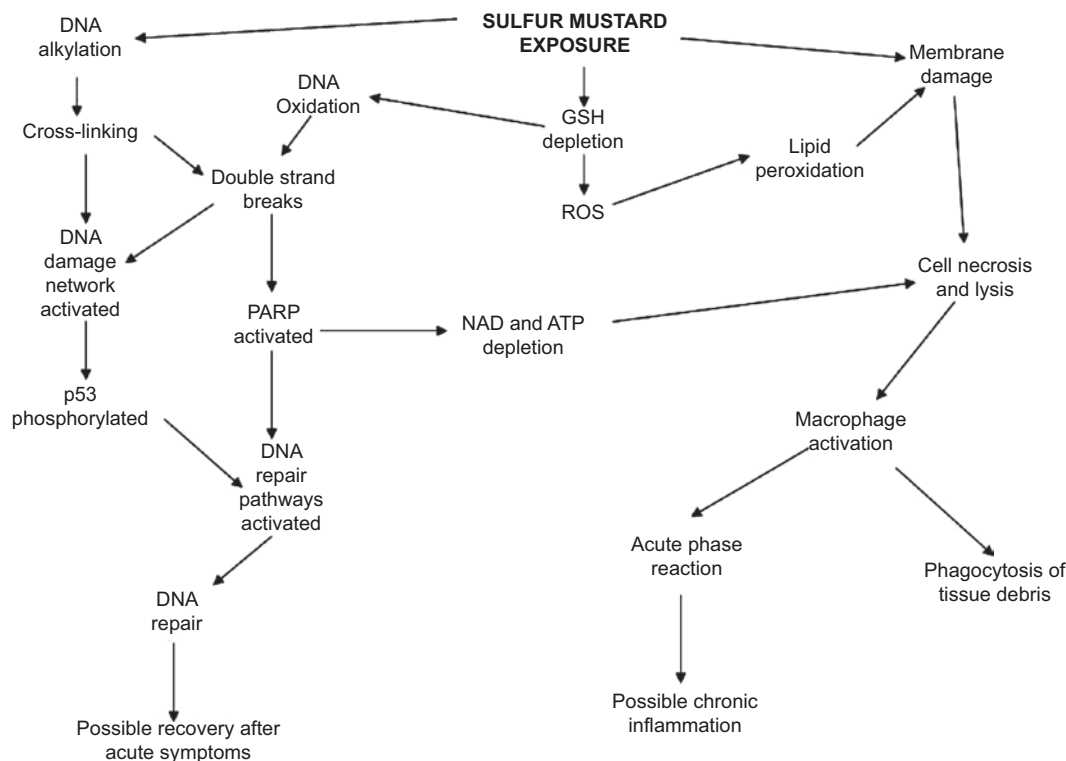 DNA
alkylation
SULFUR MUSTARD
EXPOSURE
Membrane
damage
DNA
Oxidation
GSH
depletion
Cross-linking
Lipid
peroxidation
Double strand
breaks
ROS
DNA
damage
network
activated
Cell necrosis
and lysis
PARP
activated
NAD and ATP
depletion
p53
phosphorylated
Macrophage
activation
DNA
repair
pathways
activated
Acute phase
reaction
Phagocytosis of
tissue debris
DNA
repair
Possible chronic
inflammation
Possible recovery after
acute symptoms